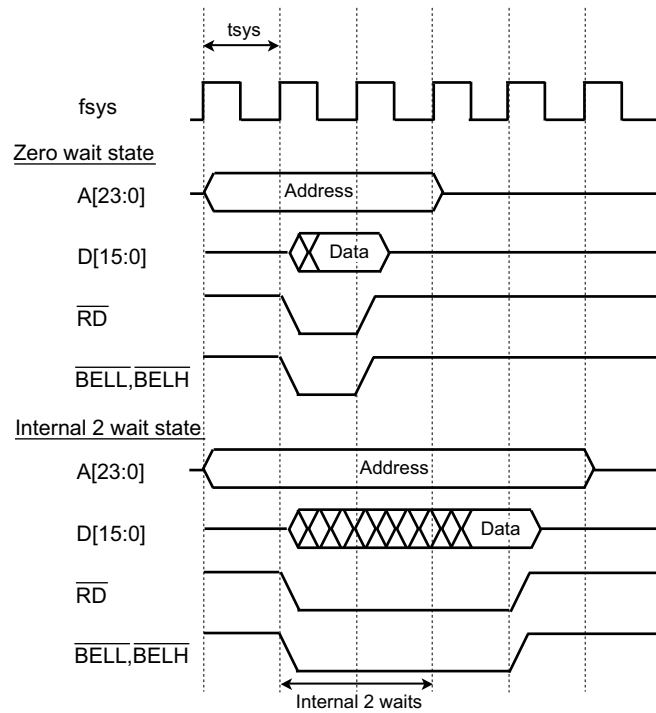 tsys
fsys
Zero wait state
A[23:0]
Address
D[15:0]
Data
RD
BELL,BELH
Internal 2 wait state
A[23:0]
Address
D[15:0]
Data
RD
BELL,BELH
Internal 2 waits